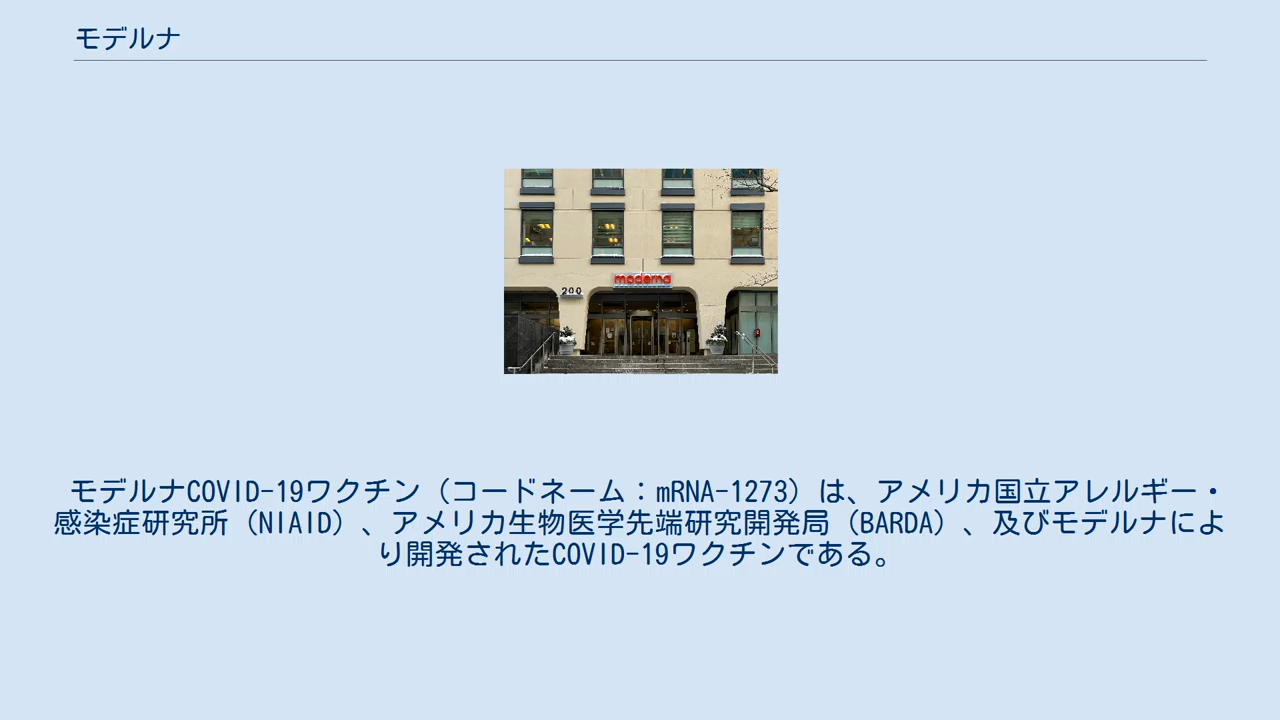 モデルナ
moderna
200
モデルナCOVID-19ワクチン（コードネーム：mRNA-1273）は、アメリカ国立アレルギー・
感染症研究所（NIAID）、アメリカ生物医学先端研究開発局（BARDA）、及びモデルナによ
り開発されたCOVID-19ワクチンである。